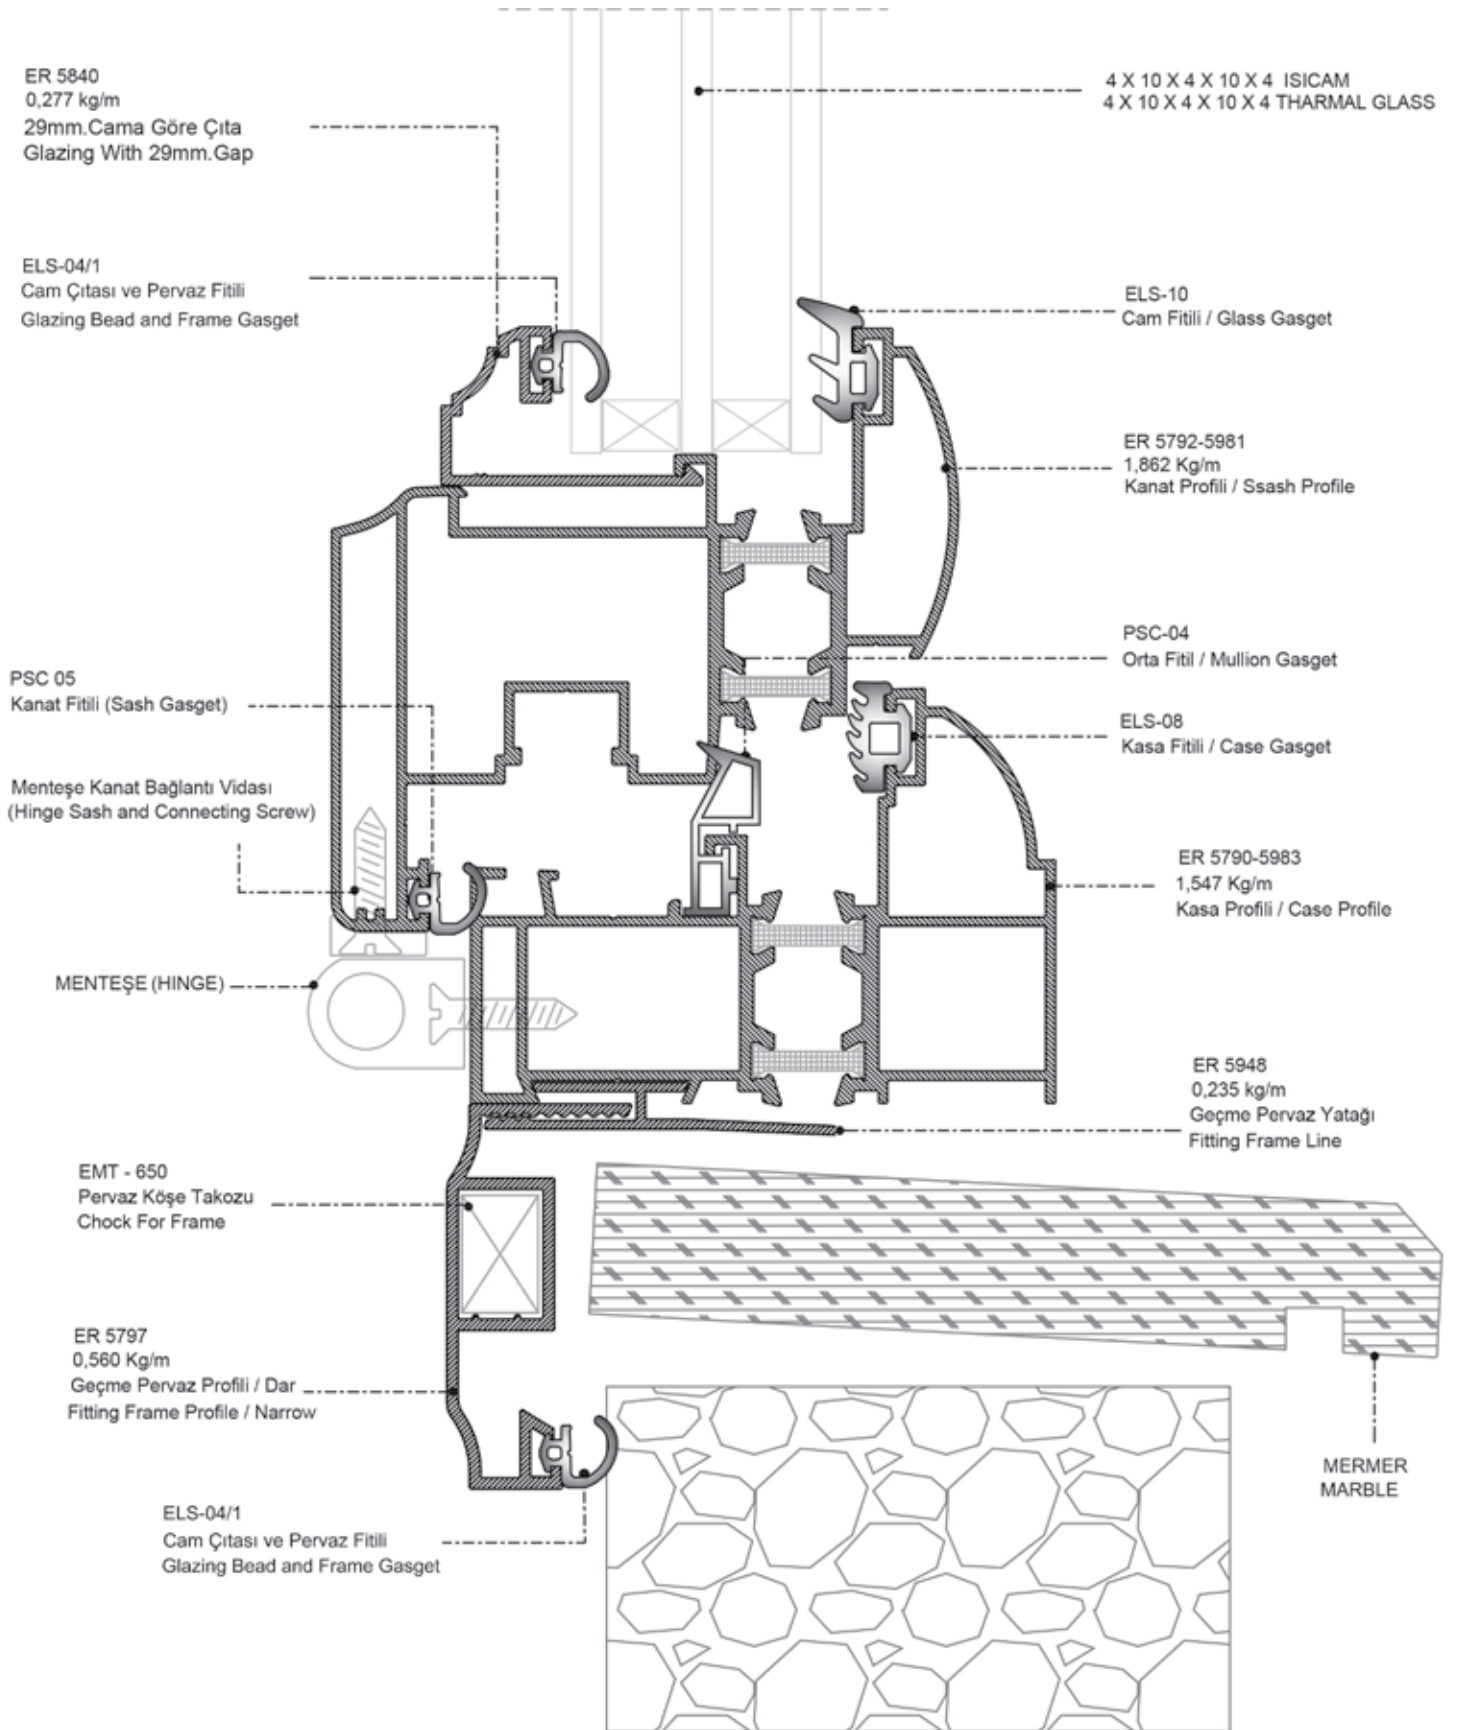 ER 5840
0,277 kg/m
29mm.Cama Göre Çıta
Glazing With 29mm.Gap
4 X 10 X 4 X 10 X 4 ISICAM
4 X 10 X 4 X 10 X 4 THARMAL GLASS
ELS-04/1
Cam Çıtası ve Pervaz Fitili
Glazing Bead and Frame Gasget
ELS-10
Cam Fitili / Glass Gasget
ER 5792-5981
1,862 Kg/m
Kanat Profili / Ssash Profile
PSC-04
Orta Fitil / Mullion Gasget
PSC 05
Kanat Fitili (Sash Gasget)
ELS-08
Kasa Fitili / Case Gasget
Menteşe Kanat Bağlantı Vidası
(Hinge Sash and Connecting Screw)
ER 5790-5983
1,547 Kg/m
Kasa Profili / Case Profile
MENTEŞE (HINGE)
ER 5948
0,235 kg/m
Geçme Pervaz Yatağı
Fitting Frame Line
EMT - 650
Pervaz Köşe Takozu
Chock For Frame
ER 5797
0,560 Kg/m
Geçme Pervaz Profili / Dar
Fitting Frame Profile / Narrow
MERMER
MARBLE
ELS-04/1
Cam Çıtası ve Pervaz Fitili
Glazing Bead and Frame Gasget